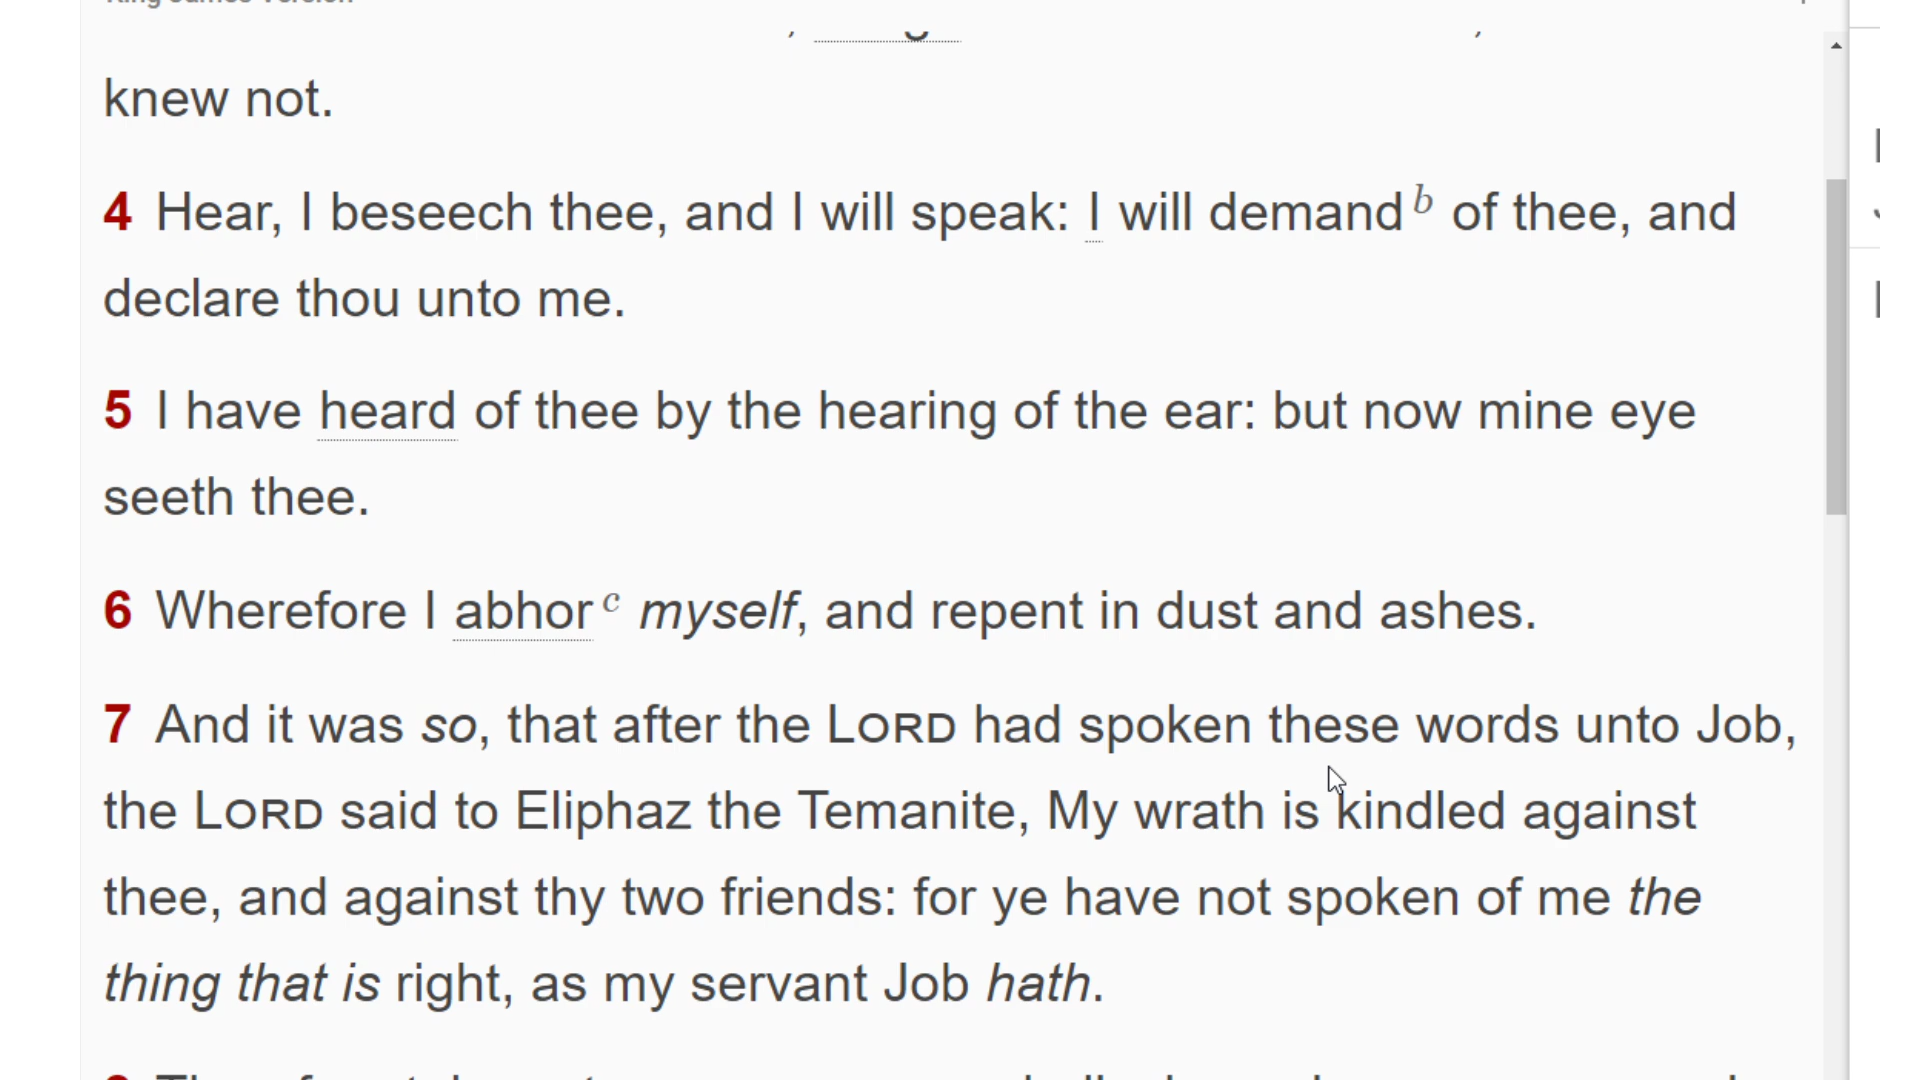 King James Version
knew not.
4 Hear, I beseech thee, and I will speak: I will demand b of thee, and
declare thou unto me.
5 I have heard of thee by the hearing of the ear: but now mine eye
seeth thee.
6 Wherefore I abhor c myself, and repent in dust and ashes.
7 And it was so, that after the LORD had spoken these words unto Job,
the LORD said to Eliphaz the Temanite, My wrath is kindled against
thee, and against thy two friends: for ye have not spoken of me the
thing that is right, as my servant Job hath.